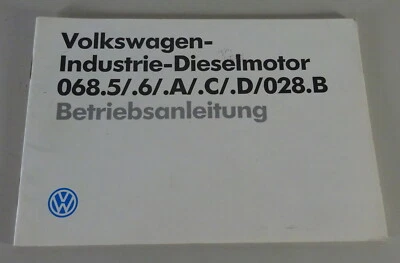 Volkswagen-
Industrie-Dieselmotor
068.5/.6/.A/.C/.D/028.B
Betriebsanleitung